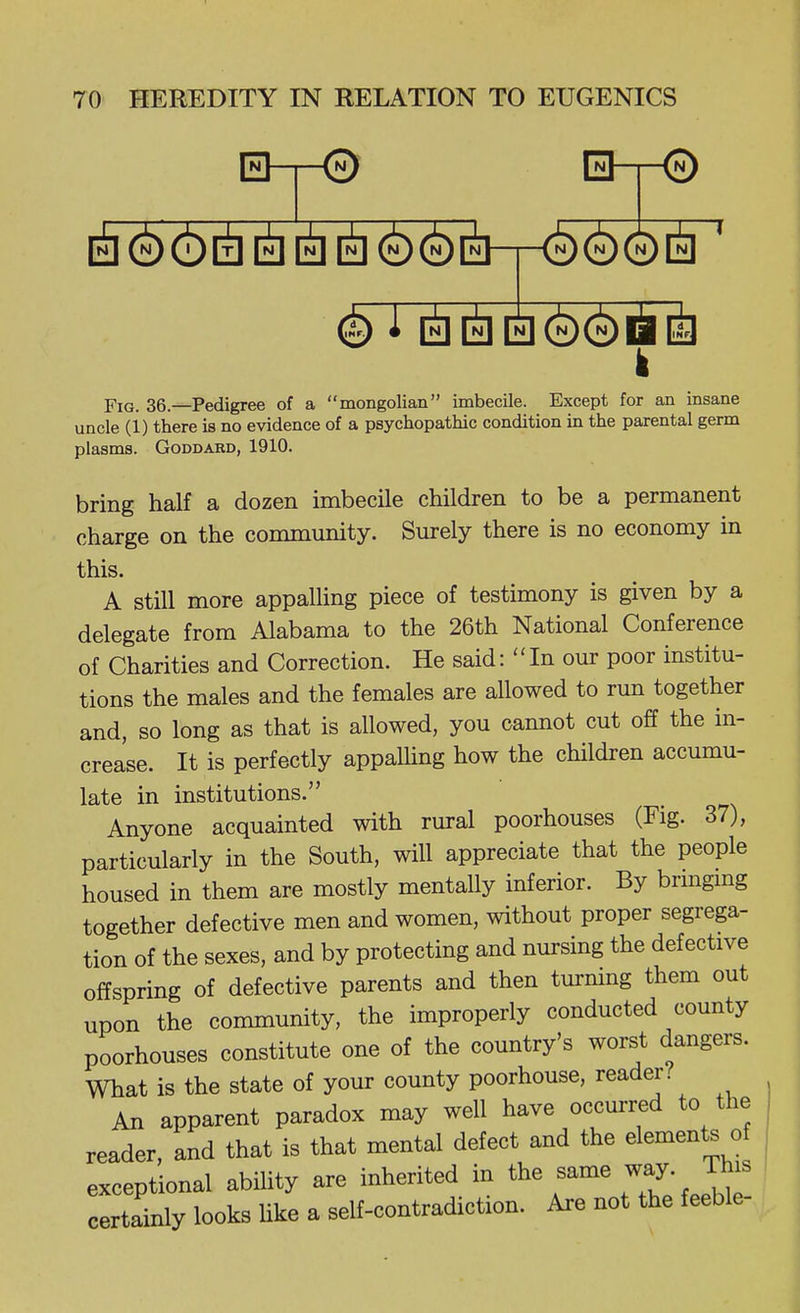 70 HEREDITY IN RELATION TO EUGENICS
N N N N
N N I T N N N N N N N N N N
d INF. N N N N N F d INF.
Fig. 36.—Pedigree of a "mongolian" imbecile. Except for an insane
uncle (1) there is no evidence of a psychopathic condition in the parental germ
plasms. Goddard, 1910.
bring half a dozen imbecile children to be a permanent
charge on the community. Surely there is no economy in
this.
A still more appalling piece of testimony is given by a
delegate from Alabama to the 26th National Conference
of Charities and Correction. He said: "In our poor institu-
tions the males and the females are allowed to run together
and, so long as that is allowed, you cannot cut off the in-
crease. It is perfectly appalling how the children accumu-
late in institutions."
Anyone acquainted with rural poorhouses (Fig. 37),
particularly in the South, will appreciate that the people
housed in them are mostly mentally inferior. By bringing
together defective men and women, without proper segrega-
tion of the sexes, and by protecting and nursing the defective
offspring of defective parents and then turning them out
upon the community, the improperly conducted county
poorhouses constitute one of the country's worst dangers.
What is the state of your county poorhouse, reader?
An apparent paradox may well have occurred to the
reader, and that is that mental defect and the elements of
exceptional ability are inherited in the same way. This
certainly looks like a self-contradiction. Are not the feeble-